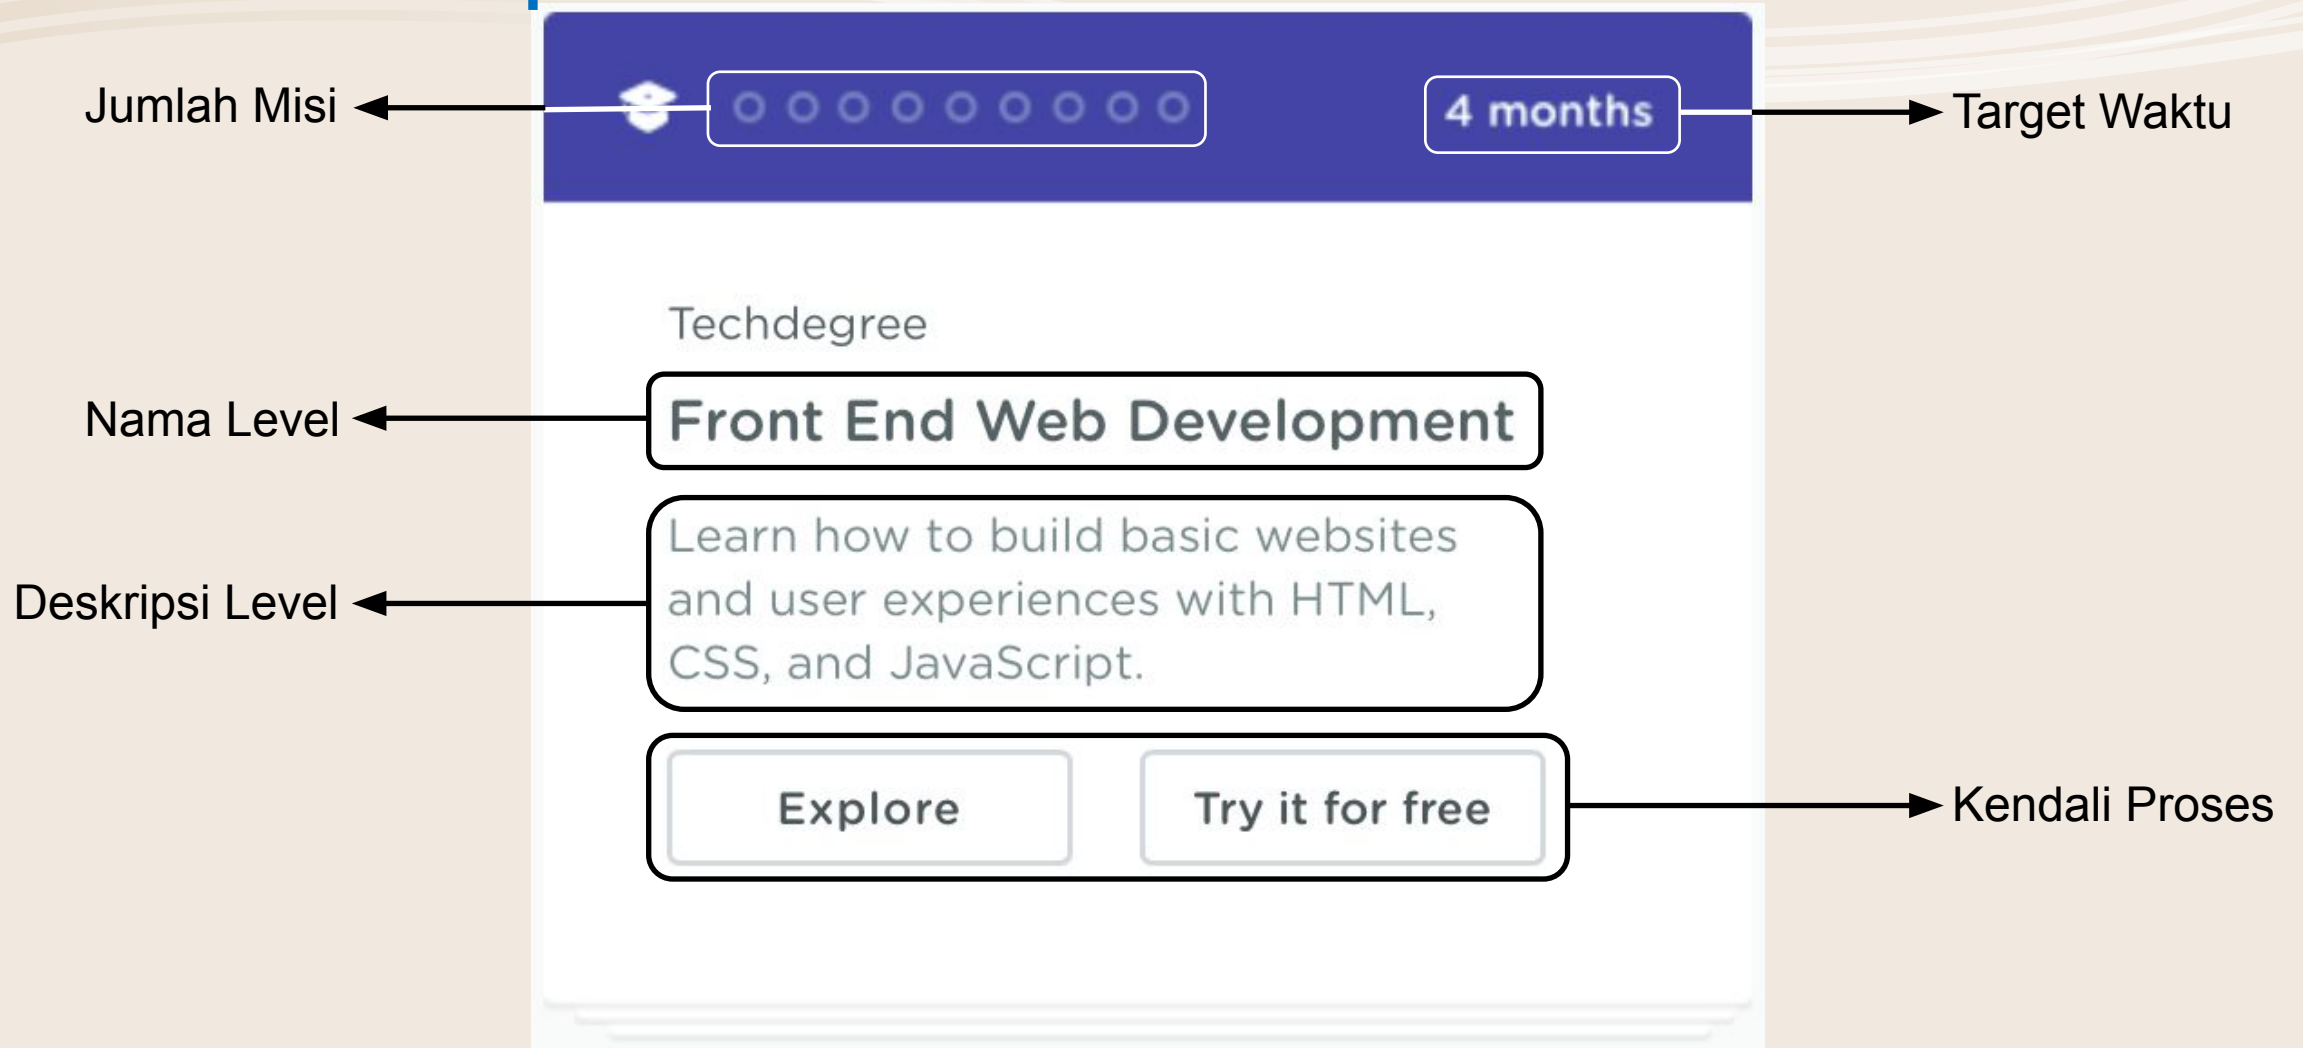 Jumlah Misi
4 months
Target Waktu
Techdegree
Nama Level
Front End Web Development
Deskripsi Level
Learn how to build basic websites
and user experiences with HTML,
CSS, and JavaScript.
Explore
Try it for free
Kendali Proses